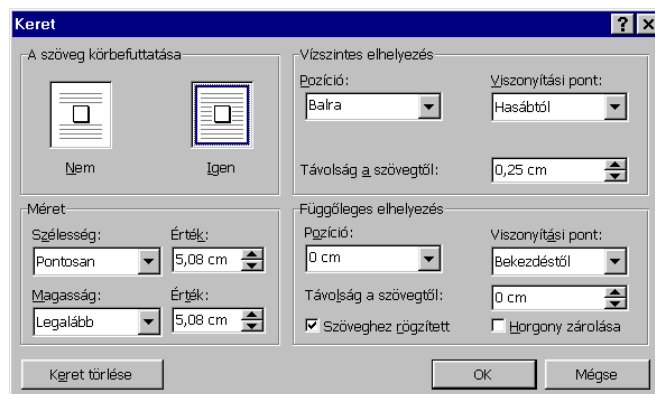 Keret
A szöveg körbefuttatása
Nem
Igen
Vízszintes elhelyezés
Pozíció:
Viszonyítási pont:
Balra
Hasábtól
Távolság a szövegtől:
0,25 cm
Méret
Szélesség:
Érték:
Pontosan
5,08 cm
Magasság:
Érték:
Legalább
5,08 cm
Függőleges elhelyezés
Pozíció:
Viszonyítási pont:
0 cm
Bekezdéstől
Távolság a szövegtől:
0 cm
Szöveghez rögzített
Horgony zárolása
Keret törlése
OK
Mégse